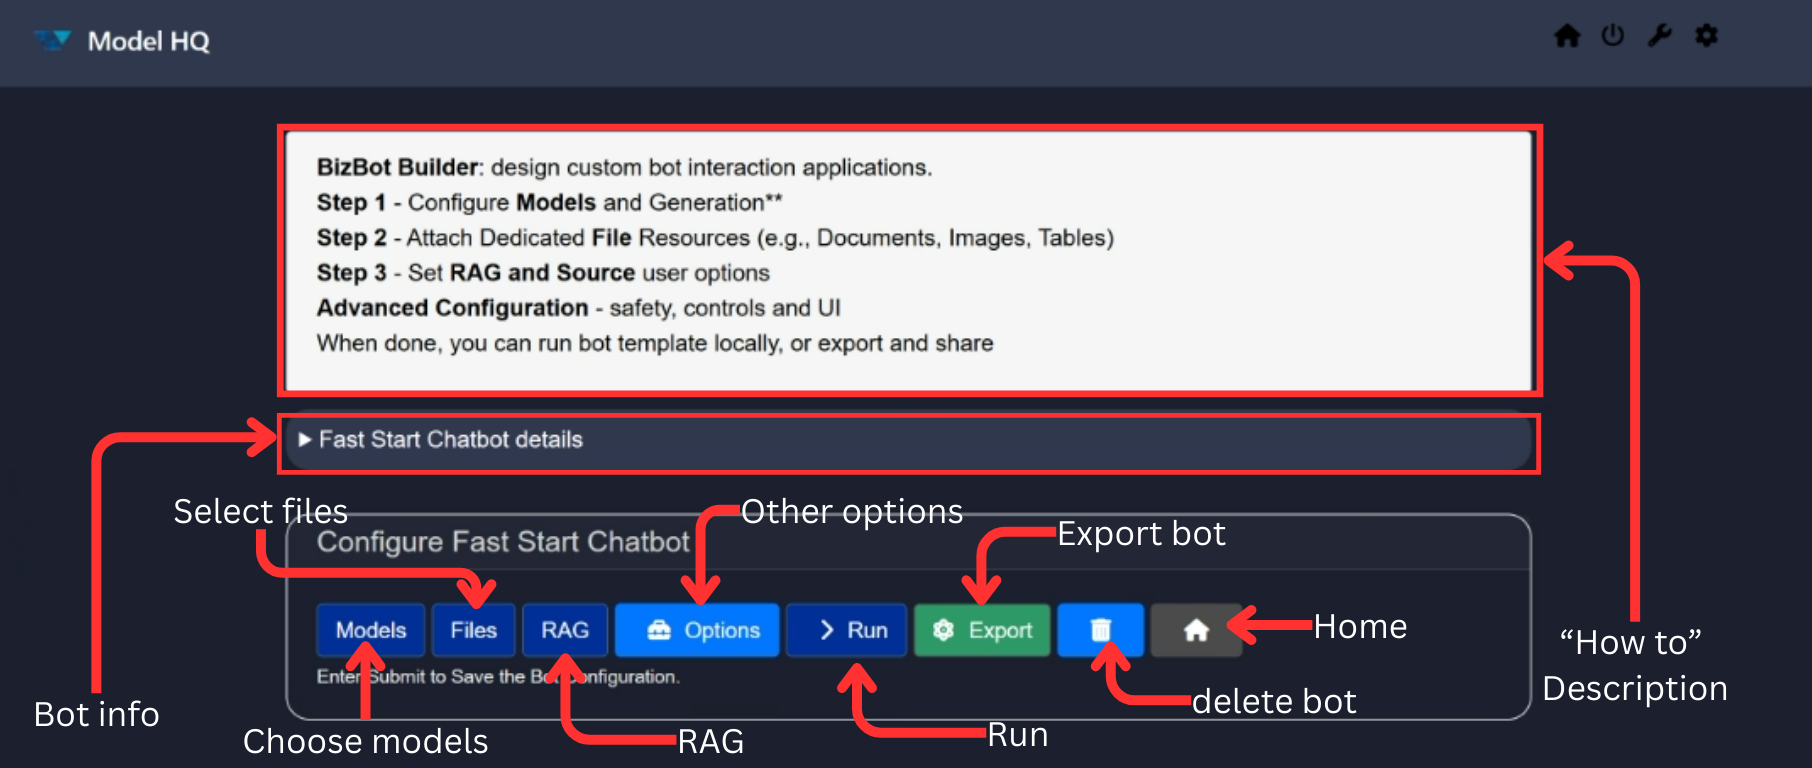 Model HQ
BizBot Builder: design custom bot interaction applications.
Step 1 - Configure Models and Generation**
Step 2 - Attach Dedicated File Resources (e.g., Documents, Images, Tables)
Step 3 - Set RAG and Source user options
Advanced Configuration - safety, controls and UI
When done, you can run bot template locally, or export and share
Fast Start Chatbot details
Select files
Other options
Export bot
Configure Fast Start Chatbot
Models
Files
RAG
Options
Run
Export
Home
Enter Submit to Save the Bot Configuration.
“How to”
Description
Bot info
Choose models
RAG
Run
delete bot